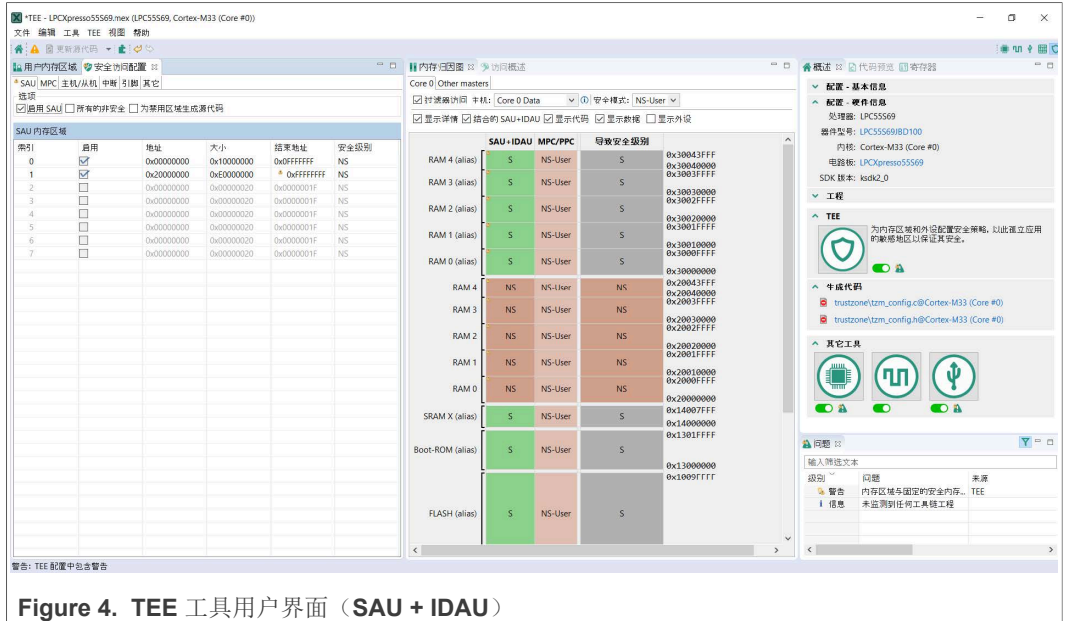 *TEE - LPCXpresso55S69.mex (LPC55S69, Cortex-M33 (Core #0))
文件 编辑 工具 TEE 视图 帮助
更新源代码
用户内存区域 安全访问配置
SAU MPC 主机/从机 中断 引脚 其它
选项
启用 SAU 所有的非安全 为禁用区域生成源代码
SAU 内存区域
索引 启用 地址 大小 结束地址 安全级别
0 0x00000000 0x10000000 0x0FFFFFFF NS
1 0x20000000 0xE0000000 0xFFFFFFFF NS
2 0x00000000 0x00000020 0x0000001F NS
3 0x00000000 0x00000020 0x0000001F NS
4 0x00000000 0x00000020 0x0000001F NS
5 0x00000000 0x00000020 0x0000001F NS
6 0x00000000 0x00000020 0x0000001F NS
7 0x00000000 0x00000020 0x0000001F NS
内存归因图 访问概述
Core 0 Other masters
过滤器访问 主机: Core 0 Data 安全模式: NS-User
显示详情 结合的 SAU+IDAU 显示代码 显示数据 显示外设
SAU+IDAU MPC/PPC 导致安全级别
RAM 4 (alias) S NS-User S 0x30043FFF
0x30040000
RAM 3 (alias) S NS-User S 0x3003FFFF
0x30030000
RAM 2 (alias) S NS-User S 0x3002FFFF
0x30020000
RAM 1 (alias) S NS-User S 0x3001FFFF
0x30010000
RAM 0 (alias) S NS-User S 0x3000FFFF
0x30000000
RAM 4 NS NS-User NS 0x20043FFF
0x20040000
RAM 3 NS NS-User NS 0x2003FFFF
0x20030000
RAM 2 NS NS-User NS 0x2002FFFF
0x20020000
RAM 1 NS NS-User NS 0x2001FFFF
0x20010000
RAM 0 NS NS-User NS 0x2000FFFF
0x20000000
SRAM X (alias) S NS-User S 0x14007FFF
0x14000000
Boot-ROM (alias) S NS-User S 0x1301FFFF
0x13000000
FLASH (alias) S NS-User S 0x1009FFFF
概述 代码预览 寄存器
配置 - 基本信息
配置 - 硬件信息
处理器: LPC55S69
器件型号: LPC55S69JBD100
内核: Cortex-M33 (Core #0)
电路板: LPCXpresso55S69
SDK 版本: ksdk2_0
工程
TEE
为内存区域和外设配置安全策略, 以此孤立应用
的敏感地区以保证其安全。
生成代码
trustzone\tzm_config.c@Cortex-M33 (Core #0)
trustzone\tzm_config.h@Cortex-M33 (Core #0)
其它工具
问题
输入筛选文本
级别 问题 来源
警告 内存区域与固定的安全内存... TEE
信息 未监测到任何工具链工程
警告: TEE 配置中包含警告
Figure 4. TEE 工具用户界面（SAU + IDAU）